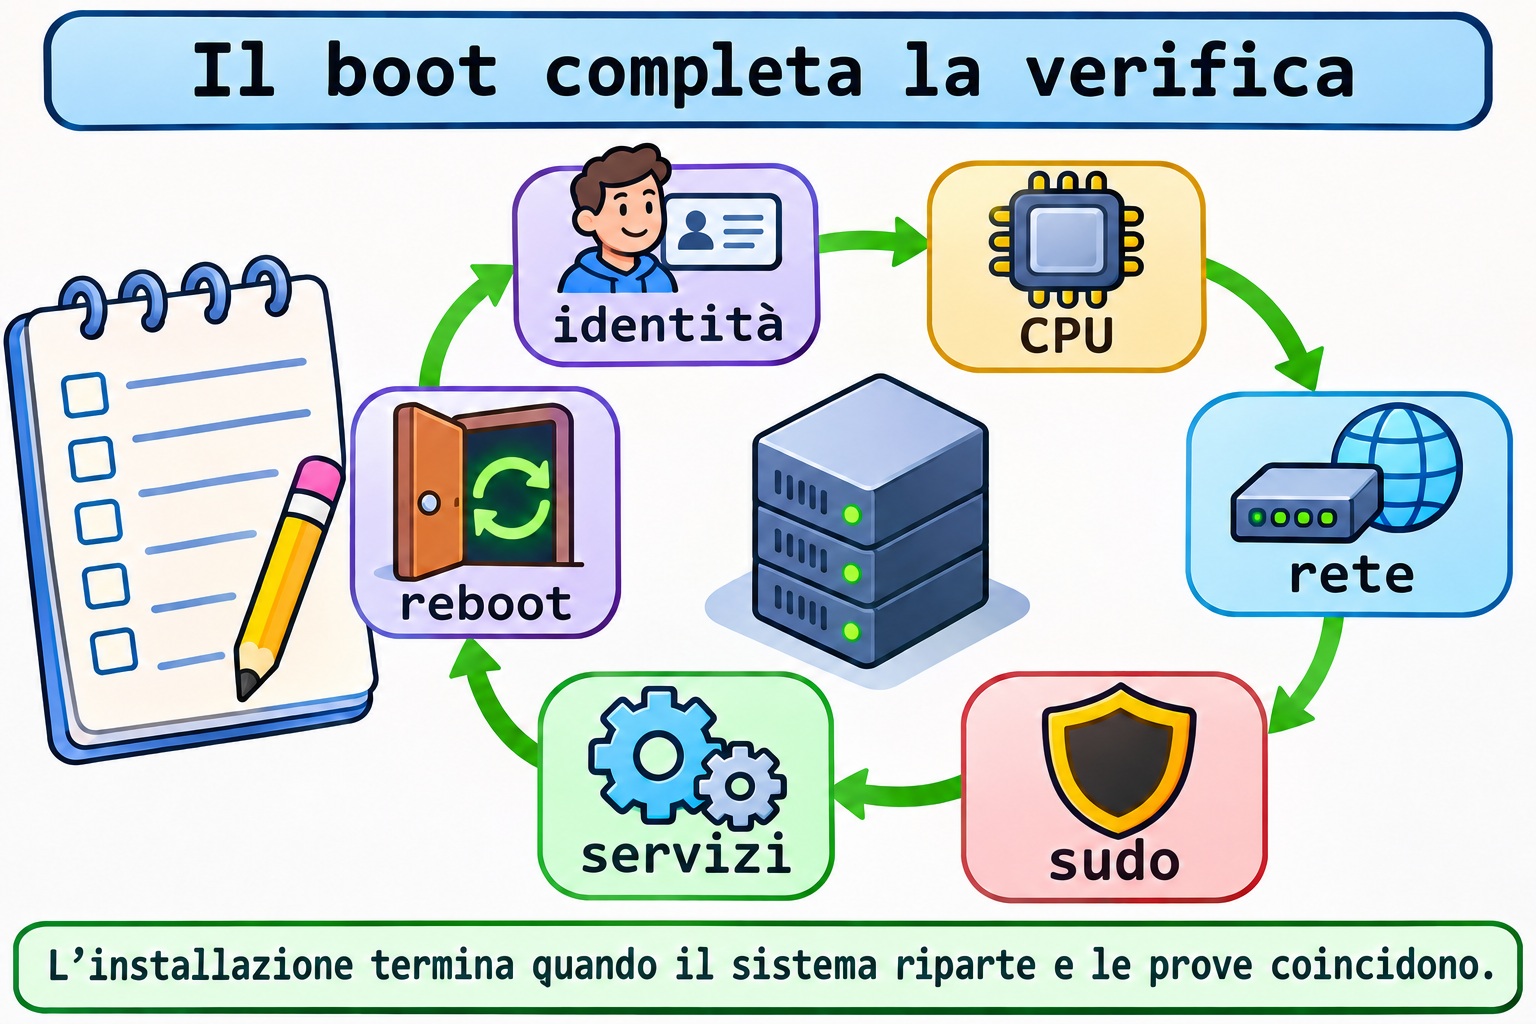 Il boot completa la verifica
identità
CPU
rete
sudo
servizi
reboot
L’installazione termina quando il sistema riparte e le prove coincidono.